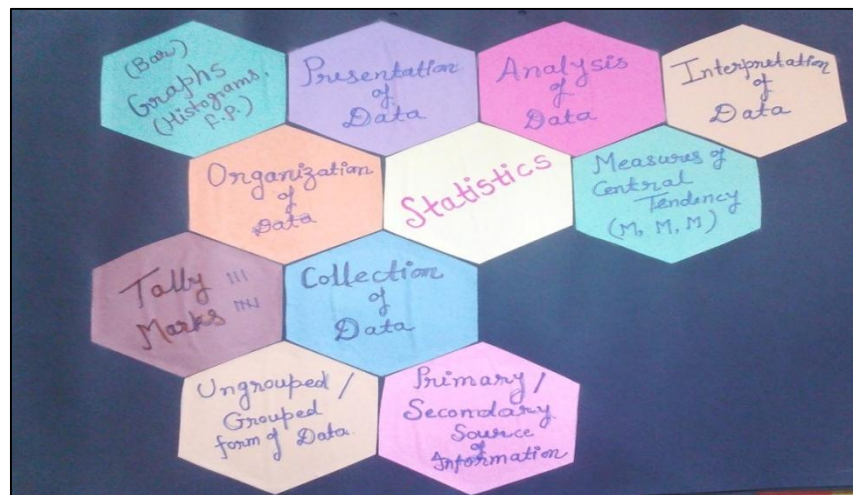 (Bar)
Graphs
(Histograms,
F.P.)
Presentation
of
Data
Analysis
of
Data
Interpretation
of
Data
Organization
of
Data
Statistics
Measures of
Central
Tendency
(M, M, M)
Tally |||
Marks
Collection
of
Data
Ungrouped /
Grouped
form of Data
Primary /
Secondary
Source
of
Information